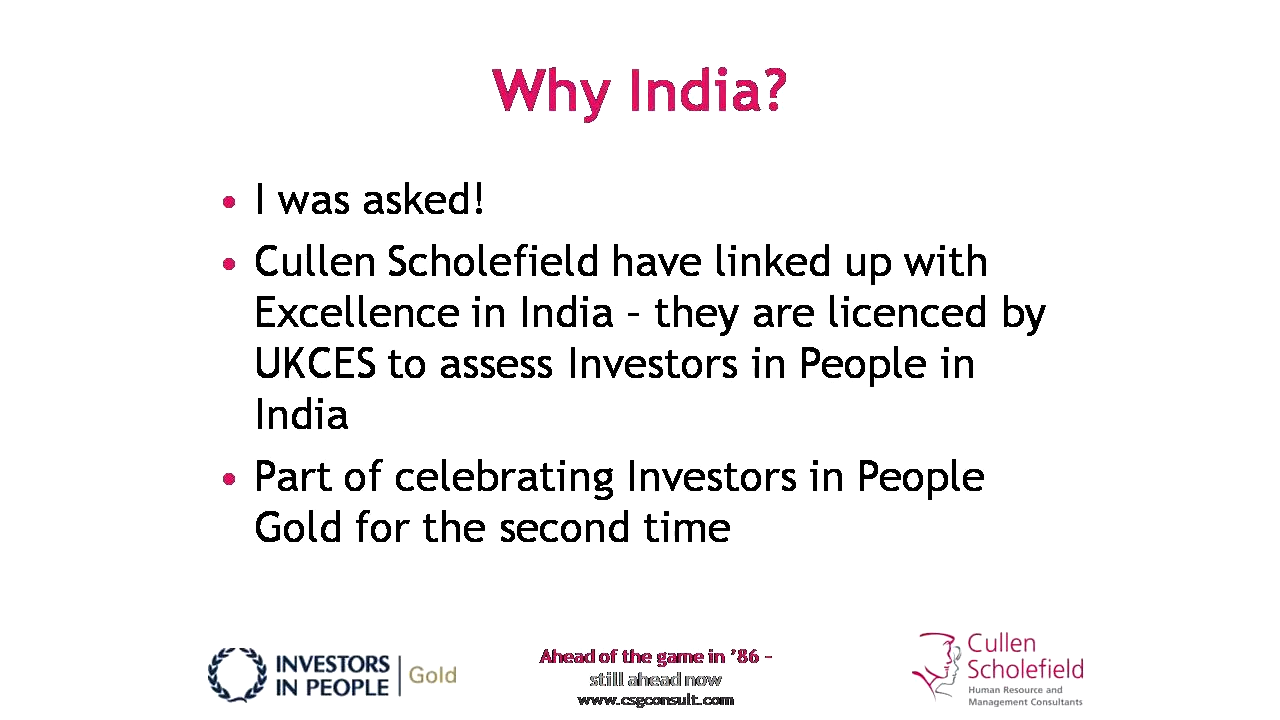 Why India?
• I was asked!
• Cullen Scholefield have linked up with
Excellence in India – they are licenced by
UKCES to assess Investors in People in
India
• Part of celebrating Investors in People
Gold for the second time
INVESTORS
IN PEOPLE
Gold
Ahead of the game in ’86 –
still ahead now
www.csgconsult.com
Cullen
Scholefield
Human Resource and
Management Consultants